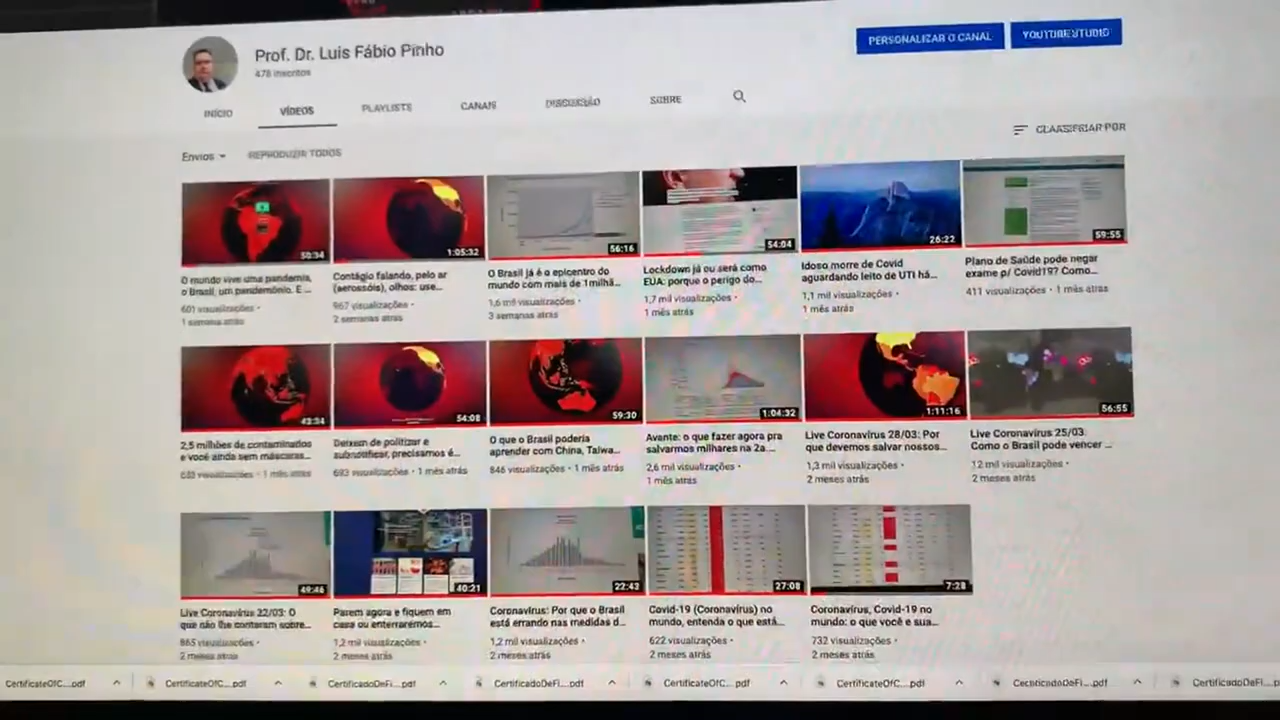 Prof. Dr. Luis Fábio Pinho
478 inscritos
PERSONALIZAR O CANAL
YOUTUBE STUDIO
INÍCIO
VÍDEOS
PLAYLISTS
CANAIS
DISCUSSÃO
SOBRE
Envios
REPRODUZIR TODOS
CLASSIFICAR POR
50:34
1:05:32
56:16
54:04
26:22
59:55
O mundo vive uma pandemia,
o Brasil, um pandemônio. E ...
601 visualizações •
1 semana atrás
Contágio falando, pelo ar
(aerossóis), olhos: use...
967 visualizações •
2 semanas atrás
O Brasil já é o epicentro do
mundo com mais de 1milhã...
1,6 mil visualizações •
3 semanas atrás
Lockdown já ou será como
EUA: porque o perigo do...
1,7 mil visualizações •
1 mês atrás
Idoso morre de Covid
aguardando leito de UTI há...
1,1 mil visualizações •
1 mês atrás
Plano de Saúde pode negar
exame p/ Covid19? Como...
411 visualizações • 1 mês atrás
43:34
54:08
59:30
1:04:32
1:11:16
56:55
2,5 milhões de contaminados
e você ainda sem máscaras...
visualizações • 1 mês atrás
Deixem de politizar e
subnotificar, precisamos é...
693 visualizações • 1 mês atrás
O que o Brasil poderia
aprender com China, Taiwa...
846 visualizações • 1 mês atrás
Avante: o que fazer agora pra
salvarmos milhares na 2a ...
2,6 mil visualizações •
1 mês atrás
Live Coronavírus 28/03: Por
que devemos salvar nossos...
1,3 mil visualizações •
2 meses atrás
Live Coronavírus 25/03:
Como o Brasil pode vencer ...
12 mil visualizações •
2 meses atrás
49:46
40:21
22:43
27:08
7:28
Live Coronavírus 22/03: O
que não lhe contaram sobre...
865 visualizações •
2 meses atrás
Parem agora e fiquem em
casa ou enterraremos...
1,2 mil visualizações •
2 meses atrás
Coronavírus: Por que o Brasil
está errando nas medidas d...
1,2 mil visualizações •
2 meses atrás
Covid-19 (Coronavírus) no
mundo, entenda o que está...
622 visualizações •
2 meses atrás
Coronavírus, Covid-19 no
mundo: o que você e sua...
732 visualizações •
2 meses atrás
CertificateOfC....pdf
CertificateOfC....pdf
CertificadoDeFi....pdf
CertificadoDeFi....pdf
CertificateOfC....pdf
CertificateOfC....pdf
CertificadoDeFi....pdf
CertificadoDeFi....p